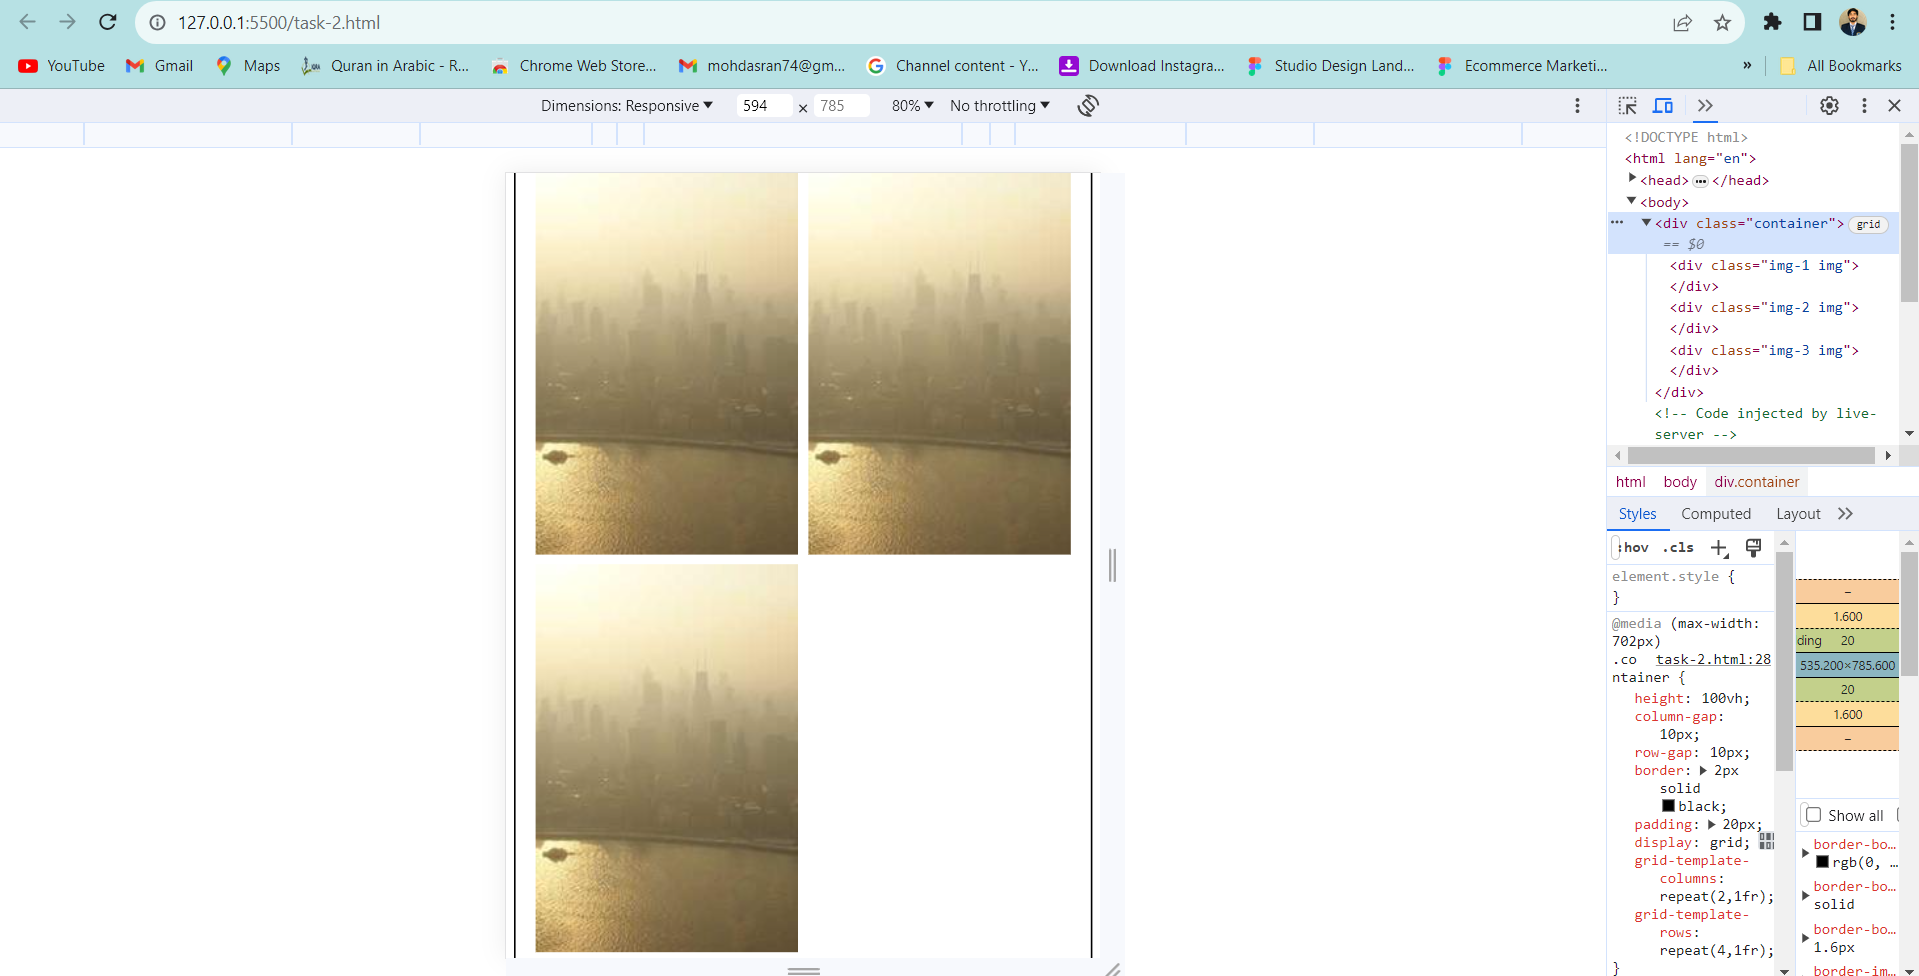 127.0.0.1:5500/task-2.html
YouTube Gmail Maps Quran in Arabic - R... Chrome Web Store... mohdasran74@gm... Channel content - Y... Download Instagra... Studio Design Land... Ecommerce Marketi... » All Bookmarks
Dimensions: Responsive ▼ 594 × 785 80% ▼ No throttling ▼
<!DOCTYPE html>
<html lang="en">
<head> ••• </head>
<body>
••• <div class="container"> grid
== $0
<div class="img-1 img">
</div>
<div class="img-2 img">
</div>
<div class="img-3 img">
</div>
</div>
<!-- Code injected by live-
server -->
html body div.container
Styles Computed Layout
:hov .cls
element.style {
}
@media (max-width:
702px)
.co task-2.html:28
ntainer {
height: 100vh;
column-gap:
10px;
row-gap: 10px;
border: 2px
solid
black;
padding: 20px;
display: grid;
grid-template-
columns:
repeat(2,1fr);
grid-template-
rows:
repeat(4,1fr);
}
–
1.600
ding 20
535.200×785.600
20
1.600
–
Show all
border-bo...
rgb(0, ...
border-bo...
solid
border-bo...
1.6px
border-im...